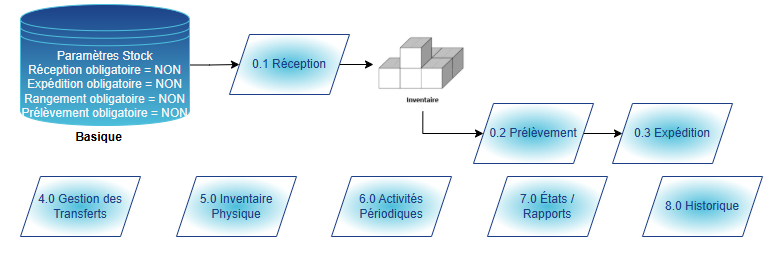 Paramètres Stock
Réception obligatoire = NON
Expédition obligatoire = NON
Rangement obligatoire = NON
Prélèvement obligatoire = NON
Basique
0.1 Réception
Inventaire
0.2 Prélèvement
0.3 Expédition
4.0 Gestion des
Transferts
5.0 Inventaire
Physique
6.0 Activités
Périodiques
7.0 États /
Rapports
8.0 Historique